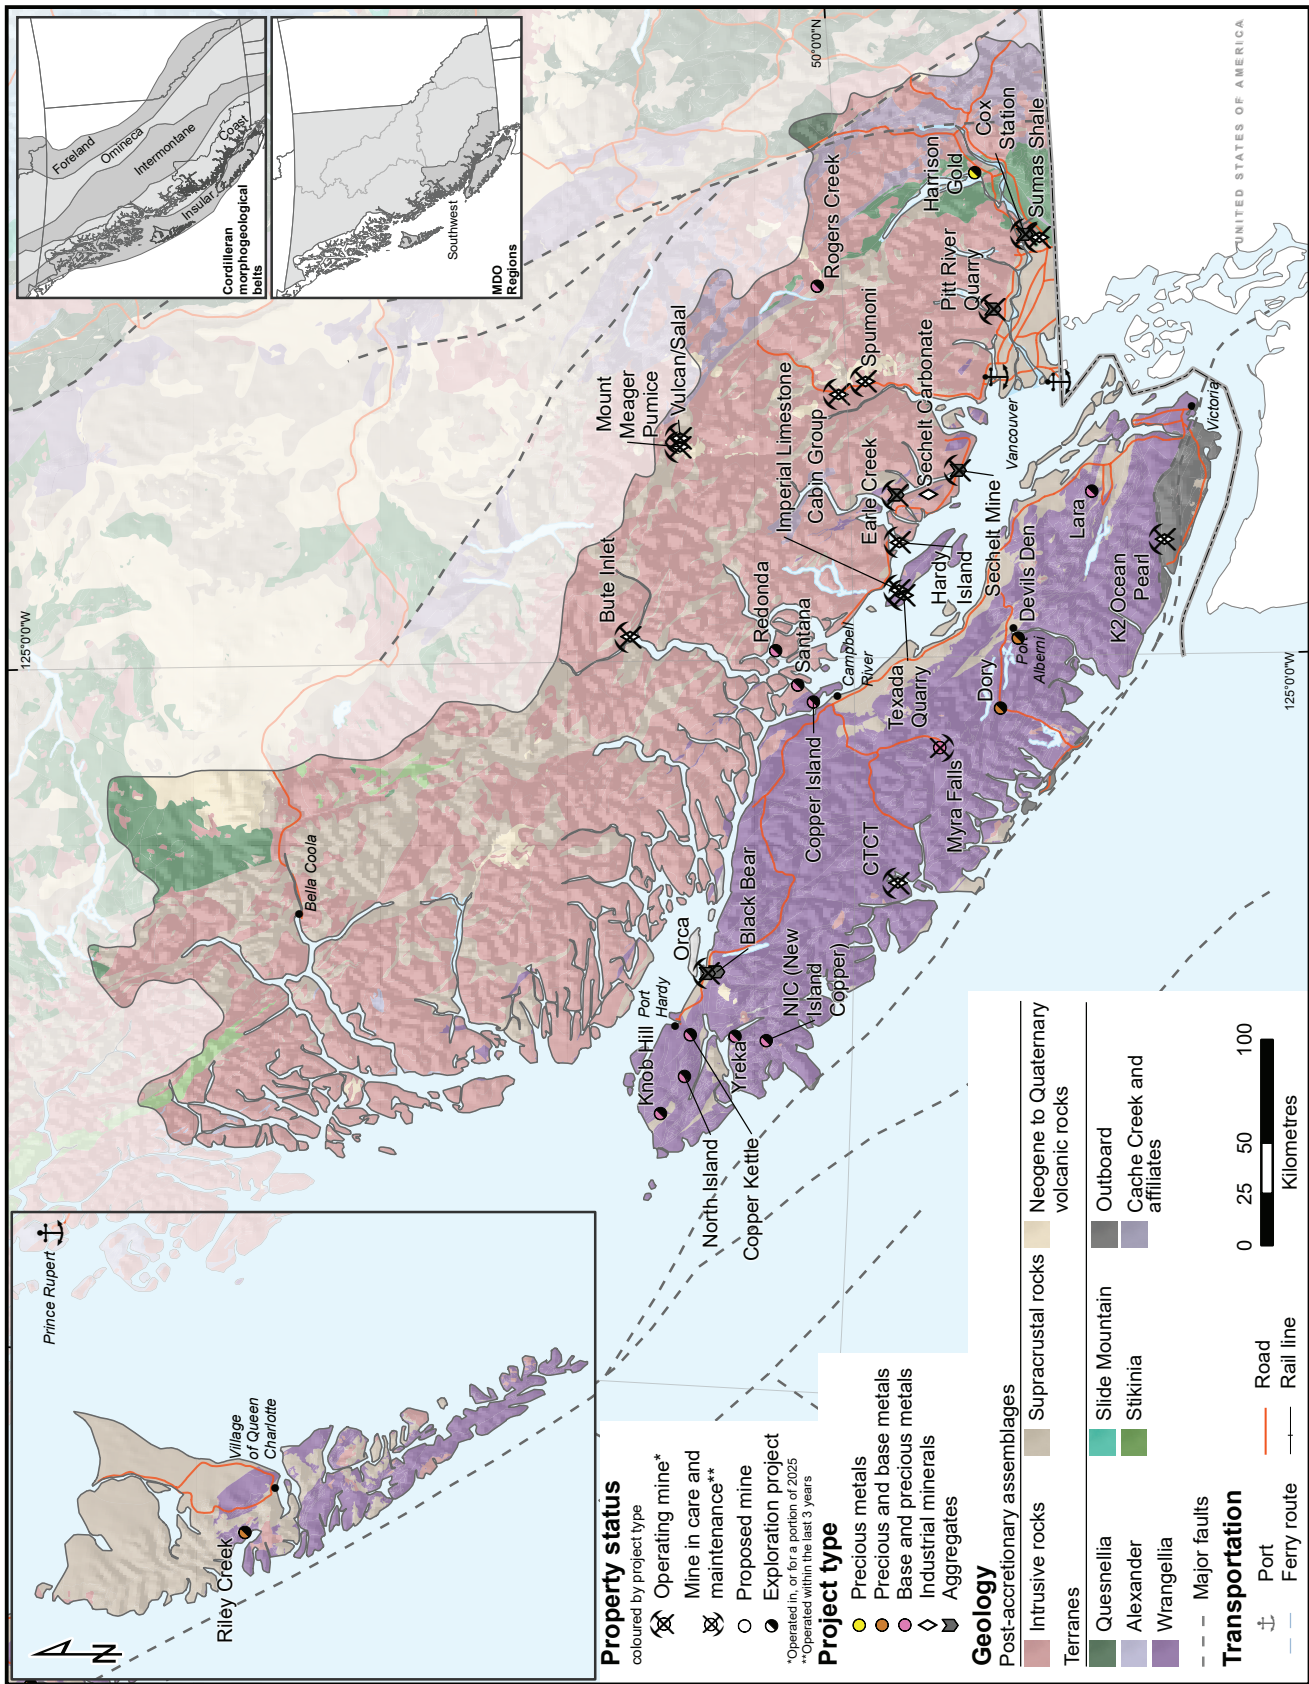 Foreland
Omineca
Intermontane
Coast
Insular
Cordilleran
morphogeological
belts
Southwest
MDO
Regions
50°0'0"N
125°0'0"W
125°0'0"W
UNITED STATES OF AMERICA
Prince Rupert
Village
of Queen
Charlotte
Riley Creek
N
Bella Coola
Mount
Meager
Pumice
Vulcan/Salal
Bute Inlet
Rogers Creek
Harrison
Gold
Cox
Station
Sumas Shale
Pitt River
Quarry
Spumoni
Cabin Group
Imperial Limestone
Sechelt Carbonate
Earle Creek
Vancouver
Sechelt Mine
Hardy
Island
Texada
Quarry
Redonda
Santana
Campbell
River
Copper Island
Victoria
Lara
K2 Ocean
Pearl
Devils Den
Port
Alberni
Dory
Myra Falls
CTCT
Black Bear
Orca
Port
Hardy
NIC (New
Island
Copper)
Yreka
Knob Hill
North Island
Copper Kettle
Property status
coloured by project type
Operating mine*
Mine in care and
maintenance**
Proposed mine
Exploration project
*Operated in, or for a portion of 2025
**Operated within the last 3 years
Project type
Precious metals
Precious and base metals
Base and precious metals
Industrial minerals
Aggregates
Geology
Post-accretionary assemblages
Intrusive rocks
Supracrustal rocks
Neogene to Quaternary
volcanic rocks
Terranes
Quesnellia
Alexander
Wrangellia
Slide Mountain
Stikinia
Outboard
Cache Creek and
affiliates
Major faults
Transportation
Port
Ferry route
Road
Rail line
0 25 50 100
Kilometres